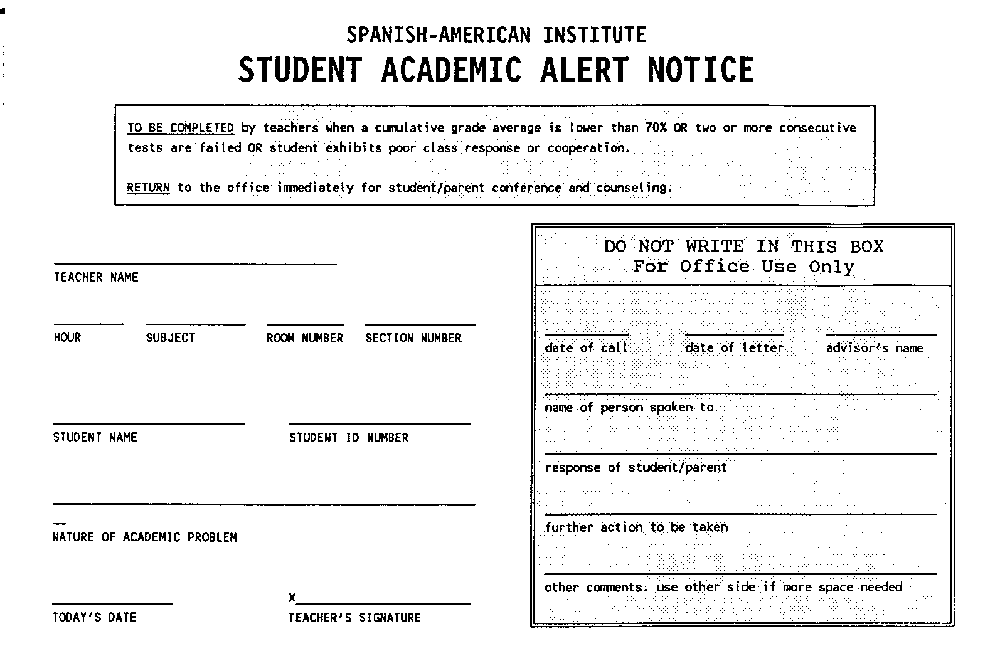 SPANISH-AMERICAN INSTITUTE
STUDENT ACADEMIC ALERT NOTICE
TO BE COMPLETED by teachers when a cumulative grade average is lower than 70% OR two or more consecutive
tests are failed OR student exhibits poor class response or cooperation.
RETURN to the office immediately for student/parent conference and counseling.
TEACHER NAME
HOUR SUBJECT ROOM NUMBER SECTION NUMBER
STUDENT NAME STUDENT ID NUMBER
NATURE OF ACADEMIC PROBLEM
X
TODAY'S DATE TEACHER'S SIGNATURE
DO NOT WRITE IN THIS BOX
For Office Use Only
date of call date of letter advisor's name
name of person spoken to
response of student/parent
further action to be taken
other comments. use other side if more space needed